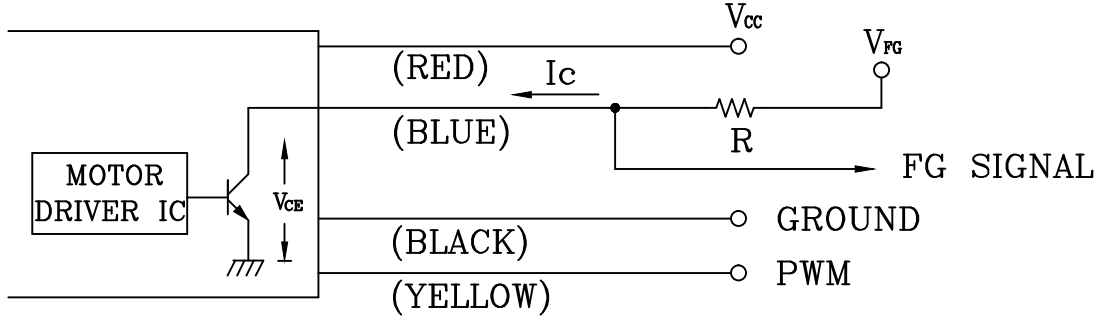 VCC
VFG
(RED)
Ic
(BLUE)
R
FG SIGNAL
MOTOR
DRIVER IC
VCE
GROUND
(BLACK)
PWM
(YELLOW)